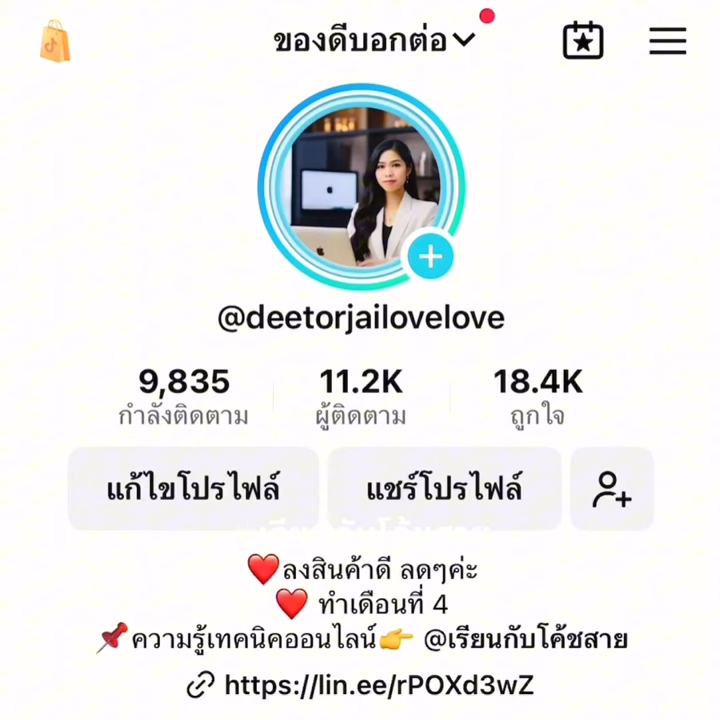 ของดีบอกต่อ
@deetorjailovelove
9,835 11.2K 18.4K
กำลังติดตาม ผู้ติดตาม ถูกใจ
แก้ไขโปรไฟล์ แชร์โปรไฟล์
❤️ลงสินค้าดี ลดๆค่ะ
❤️ ทำเดือนที่ 4
📌ความรู้เทคนิคออนไลน์👉 @เรียนกับโค้ชสาย
https://lin.ee/rPOXd3wZ